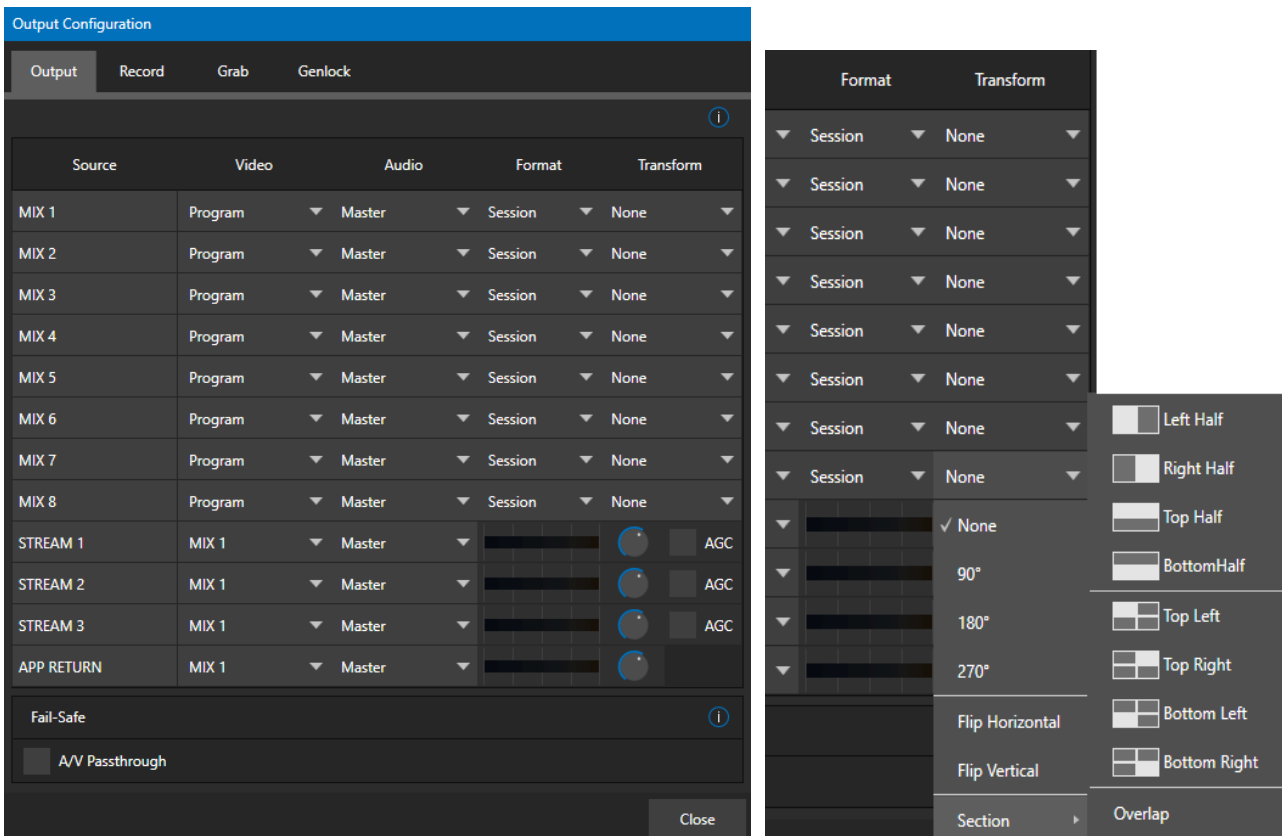 Output Configuration
Output Record Grab Genlock
i
Source Video Audio Format Transform
MIX 1 Program Master Session None
MIX 2 Program Master Session None
MIX 3 Program Master Session None
MIX 4 Program Master Session None
MIX 5 Program Master Session None
MIX 6 Program Master Session None
MIX 7 Program Master Session None
MIX 8 Program Master Session None
STREAM 1 MIX 1 Master AGC
STREAM 2 MIX 1 Master AGC
STREAM 3 MIX 1 Master AGC
APP RETURN MIX 1 Master
Fail-Safe i
A/V Passthrough
Close
Format Transform
Session None
Session None
Session None
Session None
Session None
Session None
Session None
Session None
✓ None
90°
180°
270°
Flip Horizontal
Flip Vertical
Section
Left Half
Right Half
Top Half
BottomHalf
Top Left
Top Right
Bottom Left
Bottom Right
Overlap